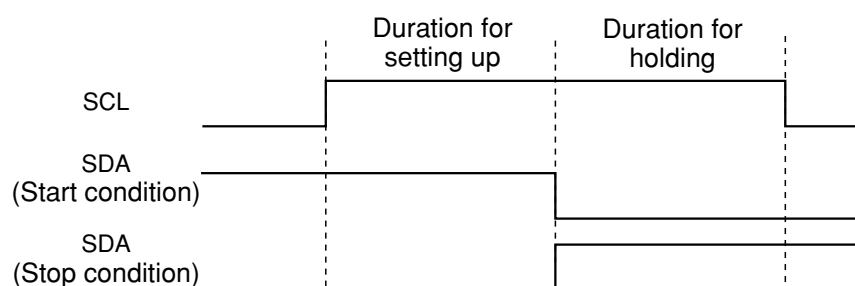 Duration for
setting up
Duration for
holding
SCL
SDA
(Start condition)
SDA
(Stop condition)